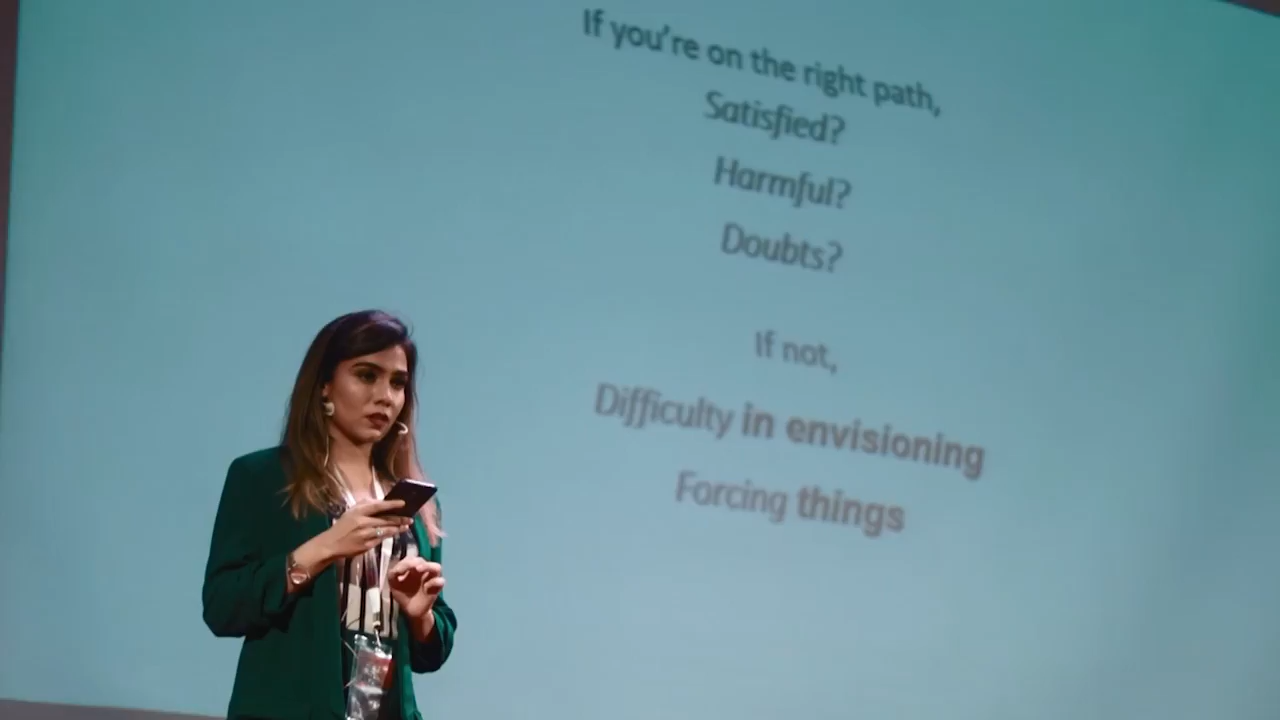 If you're on the right path,
Satisfied?
Harmful?
Doubts?
If not,
Difficulty in envisioning
Forcing things